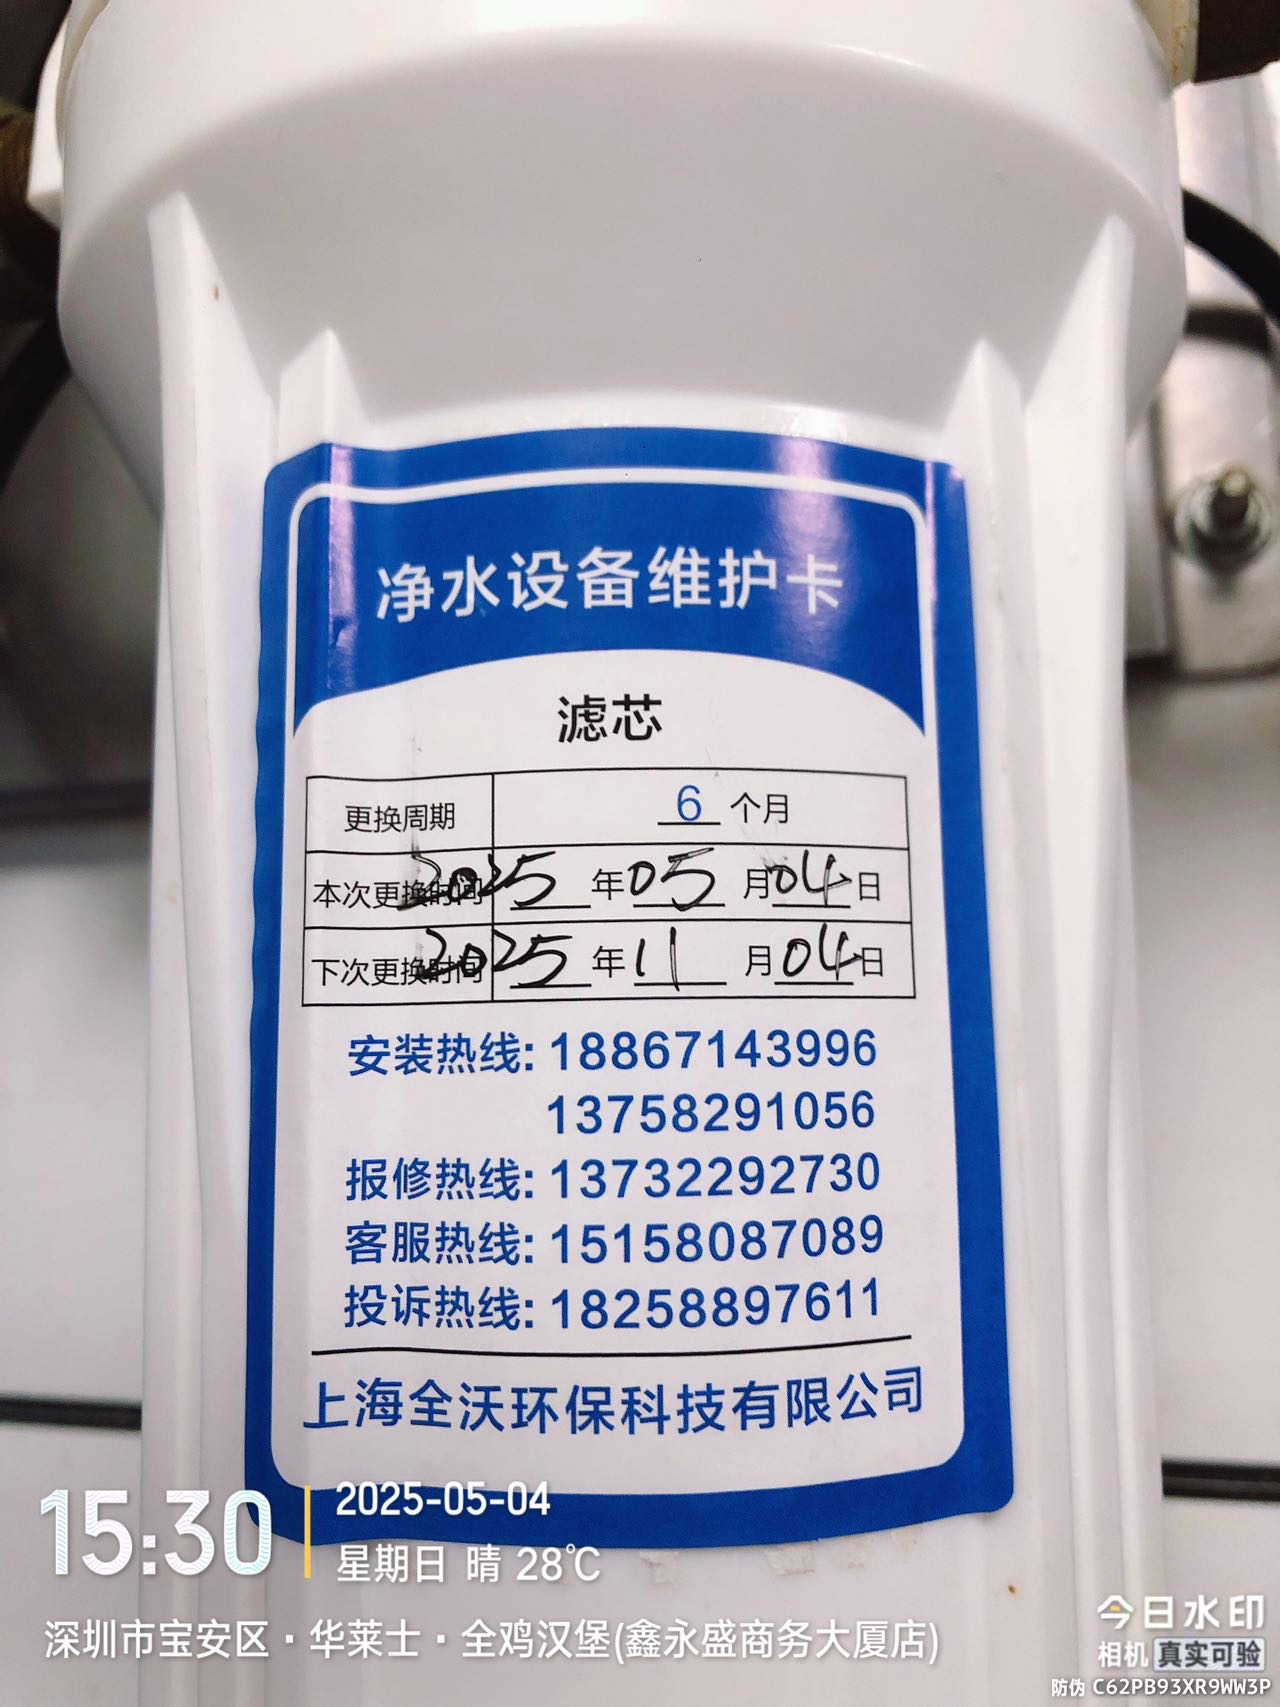 净水设备维护卡
滤芯
更换周期 6 个月
本次更换时间 2025 年 05 月 04 日
下次更换时间 2025 年 11 月 04 日
安装热线: 18867143996
13758291056
报修热线: 13732292730
客服热线: 15158087089
投诉热线: 18258897611
上海全沃环保科技有限公司
15:30
2025-05-04
星期日 晴 28℃
深圳市宝安区·华莱士·全鸡汉堡(鑫永盛商务大厦店)
今日水印
相机 真实可验
防伪 C62PB93XR9WW3P